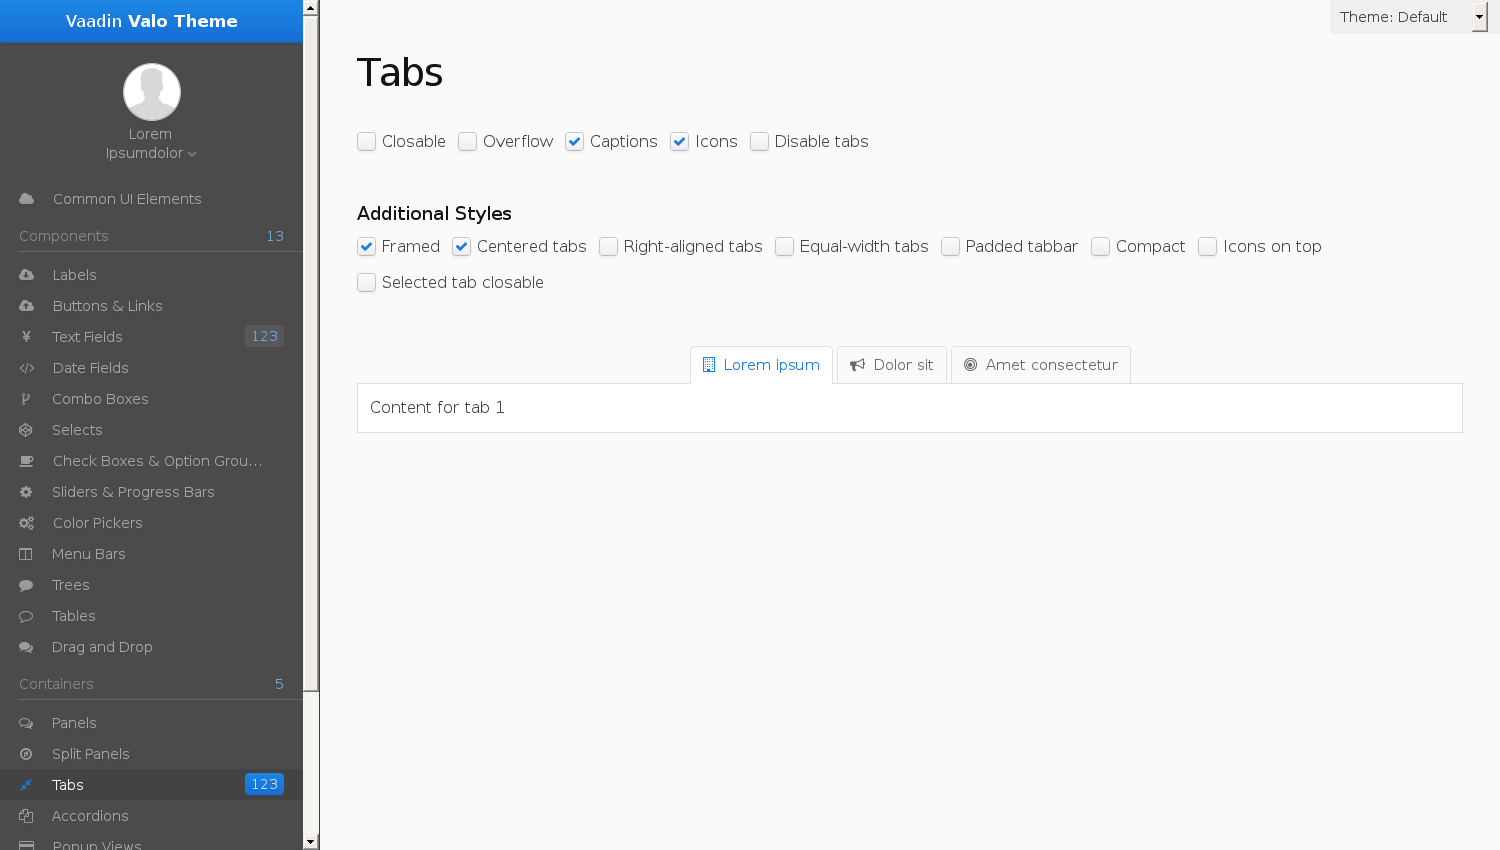 Vaadin Valo Theme
Lorem
Ipsumdolor
Common UI Elements
Components 13
Labels
Buttons & Links
Text Fields 123
Date Fields
Combo Boxes
Selects
Check Boxes & Option Grou…
Sliders & Progress Bars
Color Pickers
Menu Bars
Trees
Tables
Drag and Drop
Containers 5
Panels
Split Panels
Tabs 123
Accordions
Popup Views
Theme: Default
Tabs
Closable Overflow Captions Icons Disable tabs
Additional Styles
Framed Centered tabs Right-aligned tabs Equal-width tabs Padded tabbar Compact Icons on top
Selected tab closable
Lorem ipsum Dolor sit Amet consectetur
Content for tab 1